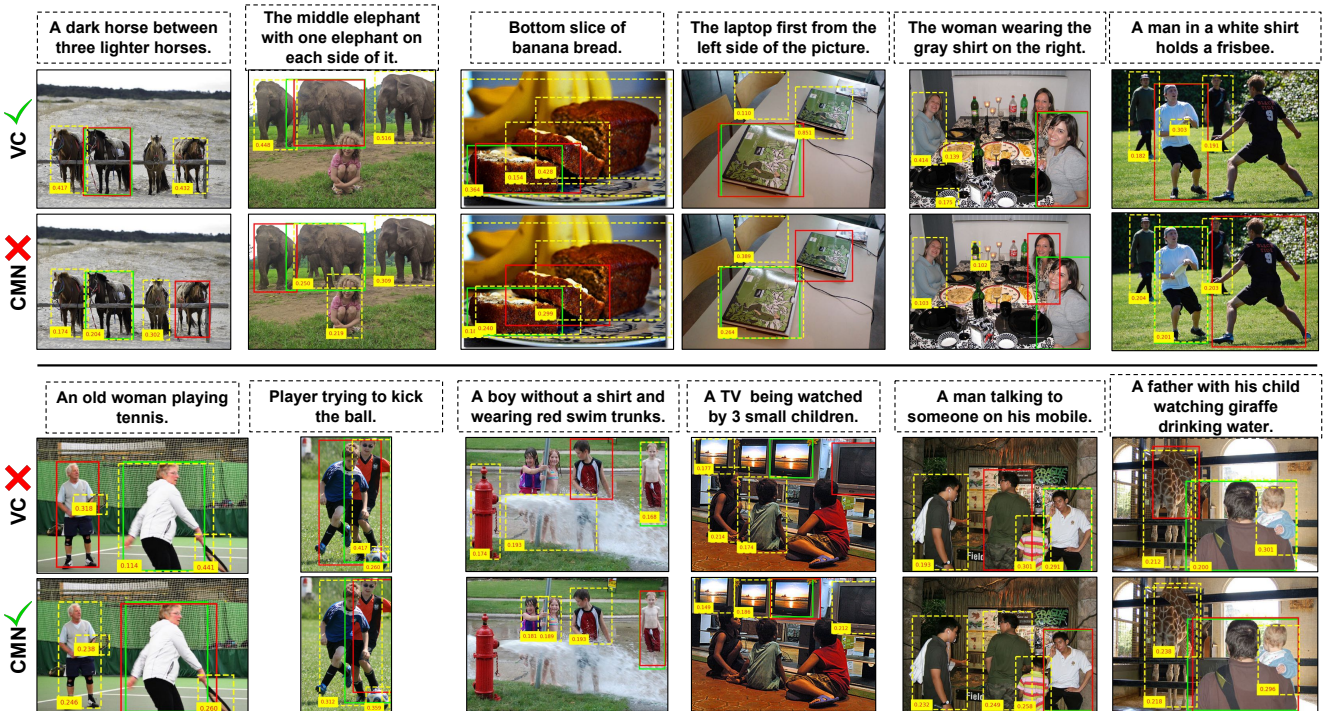 A dark horse between
three lighter horses.
The middle elephant
with one elephant on
each side of it.
Bottom slice of
banana bread.
The laptop first from the
left side of the picture.
The woman wearing the
gray shirt on the right.
A man in a white shirt
holds a frisbee.
VC
0.417
0.432
0.448
0.516
0.364
0.154
0.428
0.510
0.851
0.414
0.139
0.175
0.182
0.303
0.191
9
CMN
0.174
0.204
0.302
0.250
0.219
0.309
0.240
0.299
0.264
0.389
0.103
0.102
0.204
0.201
0.203
9
An old woman playing
tennis.
Player trying to kick
the ball.
A boy without a shirt and
wearing red swim trunks.
A TV being watched
by 3 small children.
A man talking to
someone on his mobile.
A father with his child
watching giraffe
drinking water.
VC
0.318
0.114
0.441
0.417
0.260
0.174
0.193
0.168
0.177
0.214
0.174
0.193
Field
0.301
0.291
0.212
0.200
0.301
CMN
0.238
0.246
0.260
0.312
0.359
0.181
0.189
0.193
0.149
0.186
0.212
0.232
Field
0.249
0.258
0.238
0.218
0.296